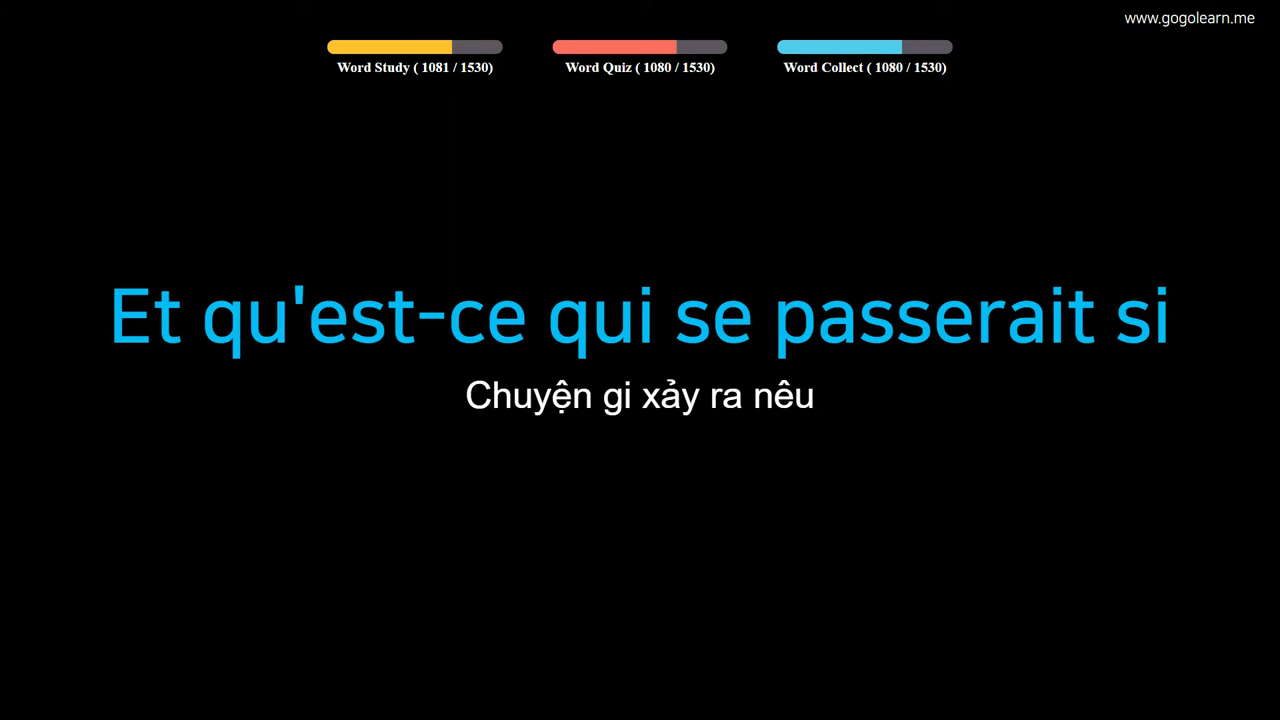 www.gogolearn.me
Word Study ( 1081 / 1530)
Word Quiz ( 1080 / 1530)
Word Collect ( 1080 / 1530)
Et qu'est-ce qui se passerait si
Chuyện gi xảy ra nêu